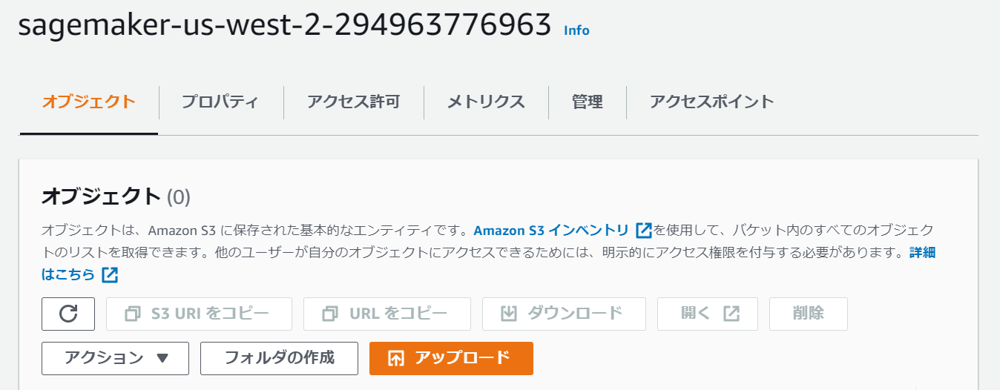 sagemaker-us-west-2-294963776963 Info
オブジェクト プロパティ アクセス許可 メトリクス 管理 アクセスポイント
オブジェクト (0)
オブジェクトは、Amazon S3 に保存された基本的なエンティティです。Amazon S3 インベントリ を使用して、バケット内のすべてのオブジェク
トのリストを取得できます。他のユーザーが自分のオブジェクトにアクセスできるためには、明示的にアクセス権限を付与する必要があります。詳細
はこちら
S3 URI をコピー URL をコピー ダウンロード 開く 削除
アクション フォルダの作成 アップロード